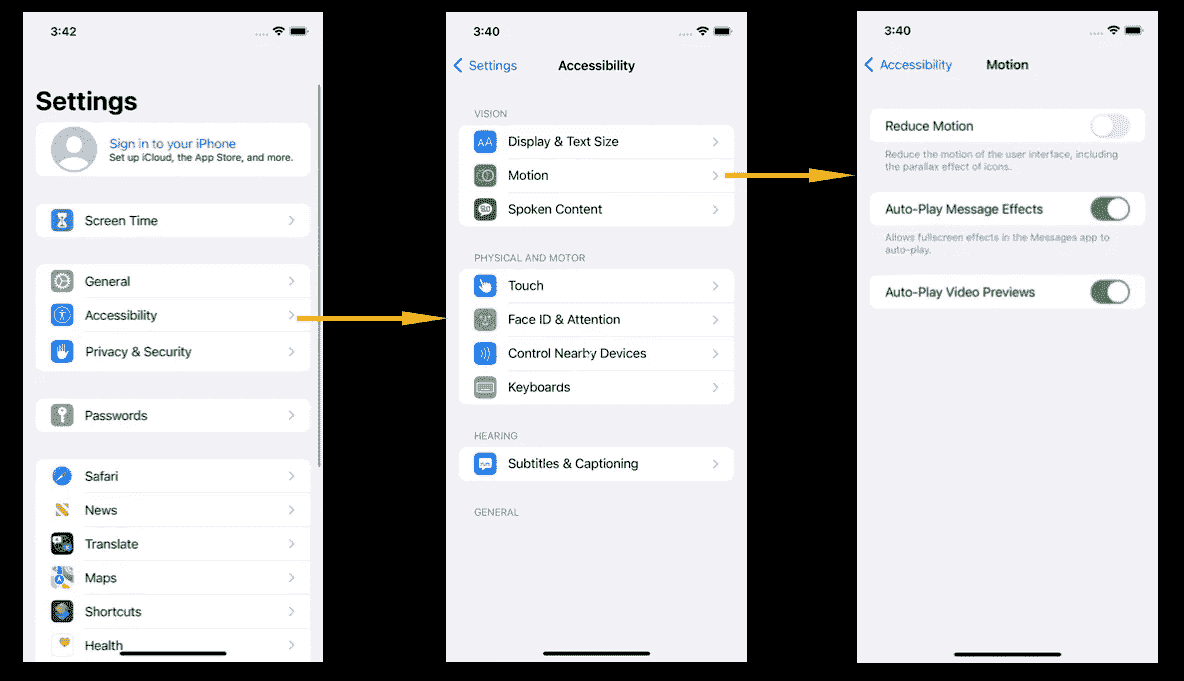 3:42
Settings
Sign in to your iPhone
Set up iCloud, the App Store, and more.
Screen Time
General
Accessibility
Privacy & Security
Passwords
Safari
News
Translate
Maps
Shortcuts
Health
3:40
Settings
Accessibility
VISION
AA
Display & Text Size
Motion
Spoken Content
PHYSICAL AND MOTOR
Touch
Face ID & Attention
Control Nearby Devices
Keyboards
HEARING
Subtitles & Captioning
GENERAL
3:40
Accessibility
Motion
Reduce Motion
Reduce the motion of the user interface, including
the parallax effect of icons.
Auto-Play Message Effects
Allows fullscreen effects in the Messages app to
auto-play.
Auto-Play Video Previews